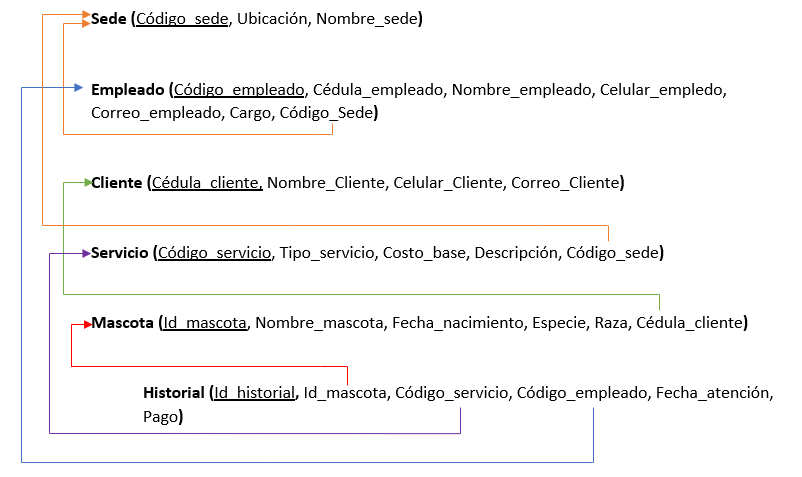 Sede (Código_sede, Ubicación, Nombre_sede)
Empleado (Código_empleado, Cédula_empleado, Nombre_empleado, Celular_empledo,
Correo_empleado, Cargo, Código_Sede)
Cliente (Cédula_cliente, Nombre_Cliente, Celular_Cliente, Correo_Cliente)
Servicio (Código_servicio, Tipo_servicio, Costo_base, Descripción, Código_sede)
Mascota (Id_mascota, Nombre_mascota, Fecha_nacimiento, Especie, Raza, Cédula_cliente)
Historial (Id_historial, Id_mascota, Código_servicio, Código_empleado, Fecha_atención,
Pago)